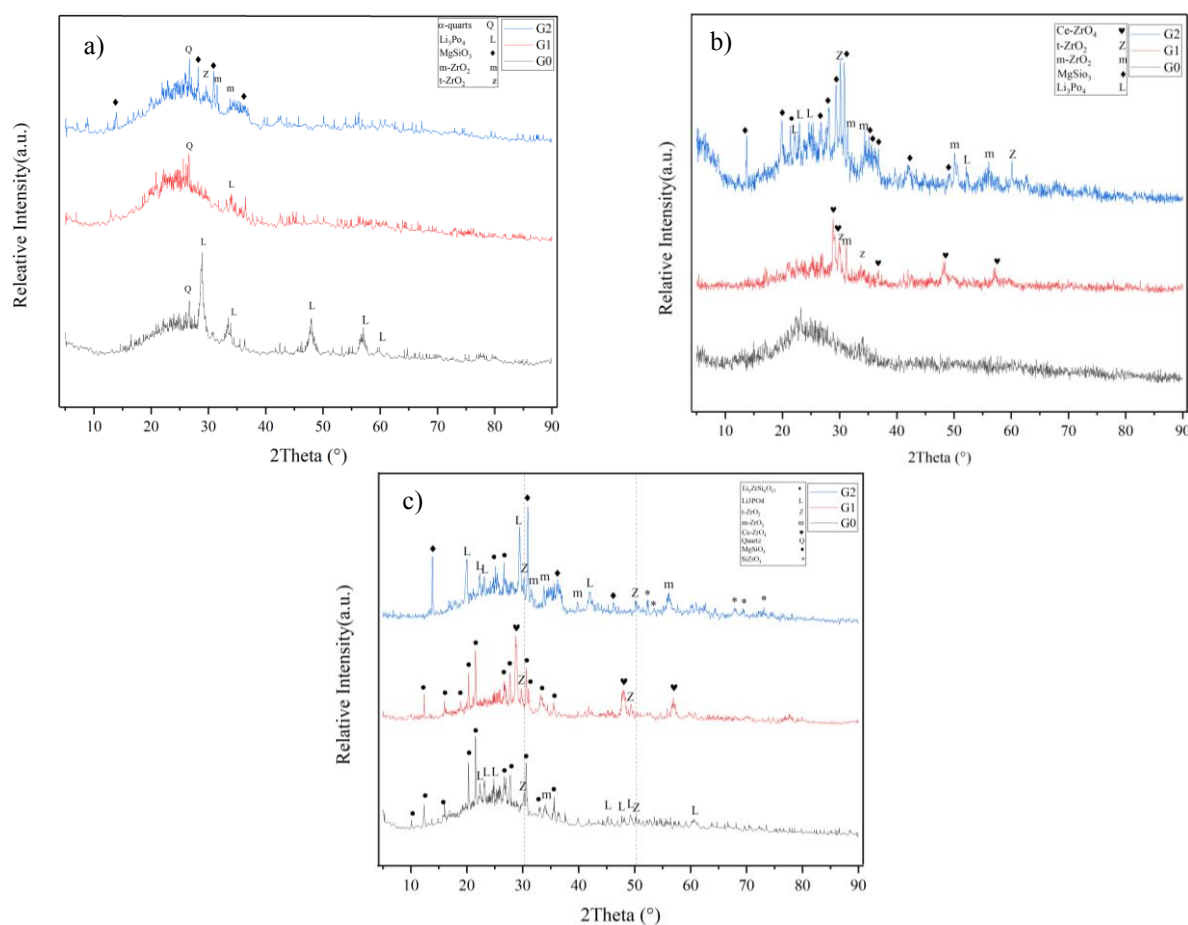 a)
α-quarts Q
Li₃Po₄ L
MgSiO₃ ♦
m-ZrO₂ m
t-ZrO₂ z
G2
G1
G0
Q
♦
Z
♦
m
m
♦
♦
Q
L
L
Q
L
L
L
L
10 20 30 40 50 60 70 80 90
2Theta (°)
Releative Intensity(a.u.)
b)
Ce-ZrO₄ ♥
t-ZrO₂ Z
m-ZrO₂ m
MgSio₃ ♦
Li₃Po₄ L
G2
G1
G0
Z
♦
♦
♦
♦ ♦ L L ♦ m m ♦
♦ L ♦ ♦ ♦ ♦ m L m Z
♥
♥
z
m
z ♥ ♥ ♥
10 20 30 40 50 60 70 80 90
2Theta (°)
Relative Intensity(a.u.)
c)
Li3PO4 L
t-ZrO₂ Z
m-ZrO₂ m
Ce-ZrO₄ ♥
Quartz Q
MgSiO₃ ♦
G2
G1
G0
♦ L L L • • L Z ♦ m m ♦ m L ♦ Z * * m * * *
• • • • • • • ♥ Z • • • • ♥ Z ♥
• • • • • L L L • • Z • • m • L L L Z L
10 20 30 40 50 60 70 80 90
2Theta (°)
Relative Intensity(a.u.)